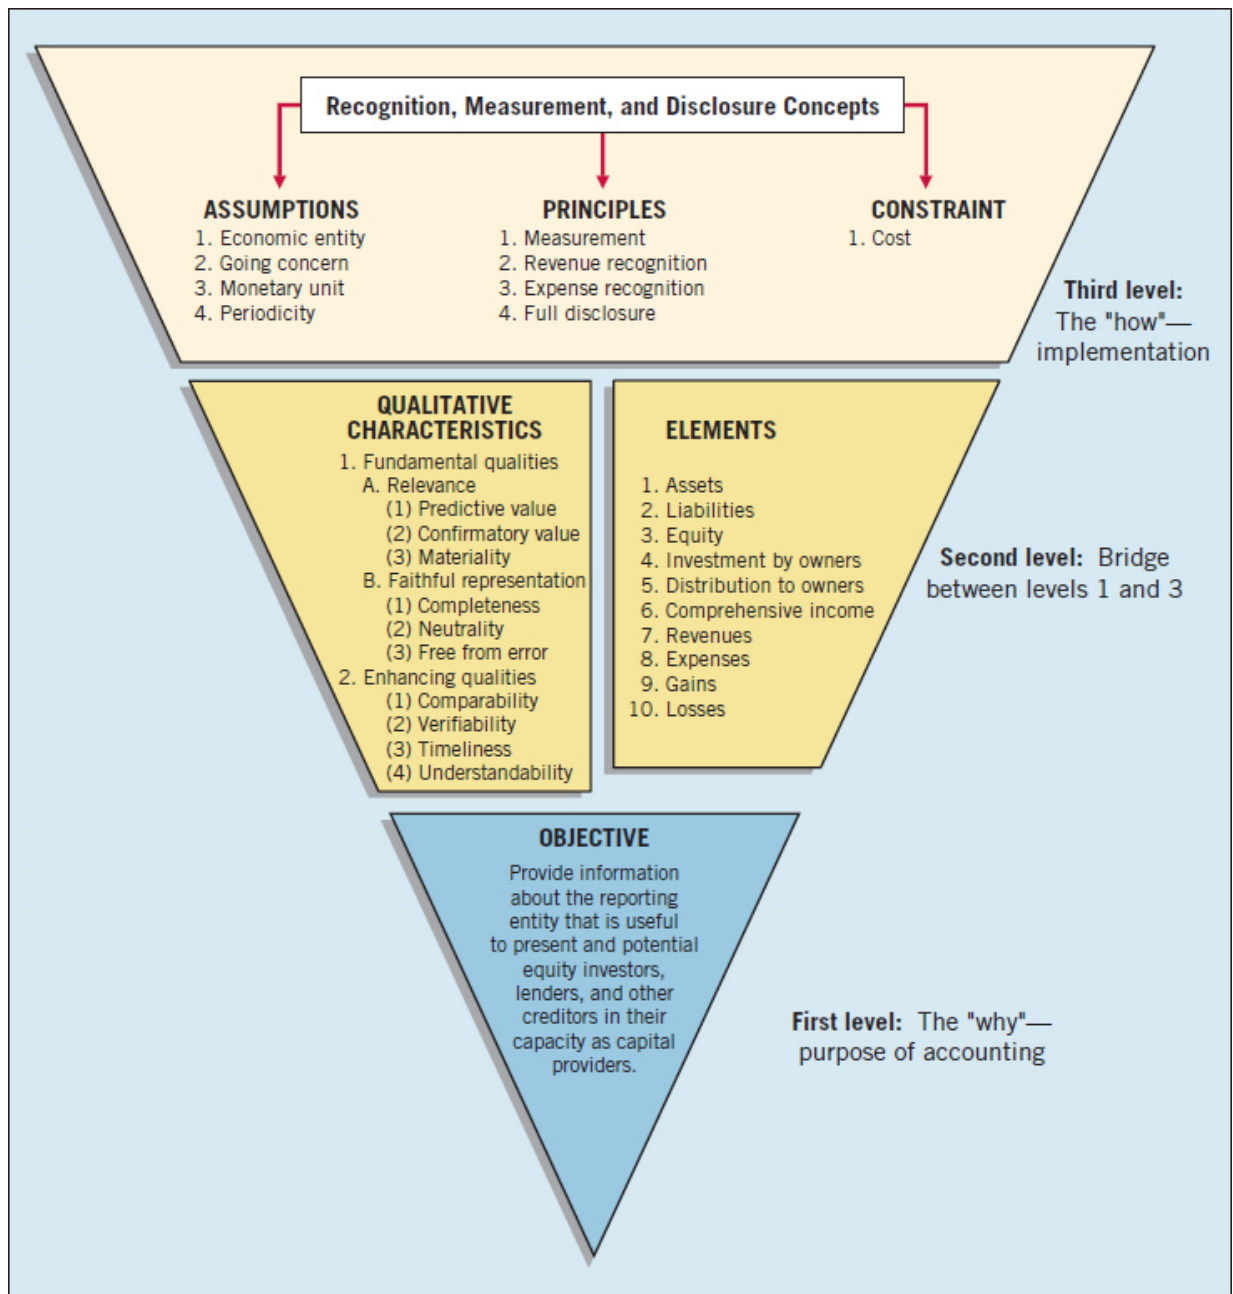 Recognition, Measurement, and Disclosure Concepts
ASSUMPTIONS
1. Economic entity
2. Going concern
3. Monetary unit
4. Periodicity
PRINCIPLES
1. Measurement
2. Revenue recognition
3. Expense recognition
4. Full disclosure
CONSTRAINT
1. Cost
Third level:
The "how"—
implementation
QUALITATIVE
CHARACTERISTICS
1. Fundamental qualities
A. Relevance
(1) Predictive value
(2) Confirmatory value
(3) Materiality
B. Faithful representation
(1) Completeness
(2) Neutrality
(3) Free from error
2. Enhancing qualities
(1) Comparability
(2) Verifiability
(3) Timeliness
(4) Understandability
ELEMENTS
1. Assets
2. Liabilities
3. Equity
4. Investment by owners
5. Distribution to owners
6. Comprehensive income
7. Revenues
8. Expenses
9. Gains
10. Losses
Second level: Bridge
between levels 1 and 3
OBJECTIVE
Provide information
about the reporting
entity that is useful
to present and potential
equity investors,
lenders, and other
creditors in their
capacity as capital
providers.
First level: The "why"—
purpose of accounting